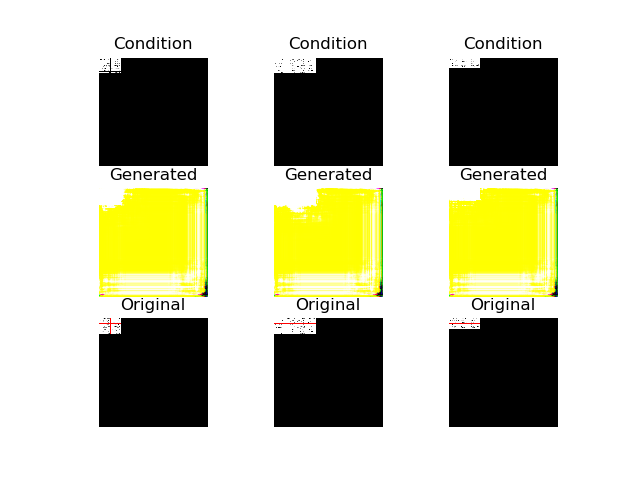 Condition Condition Condition
Generated Generated Generated
Original Original Original